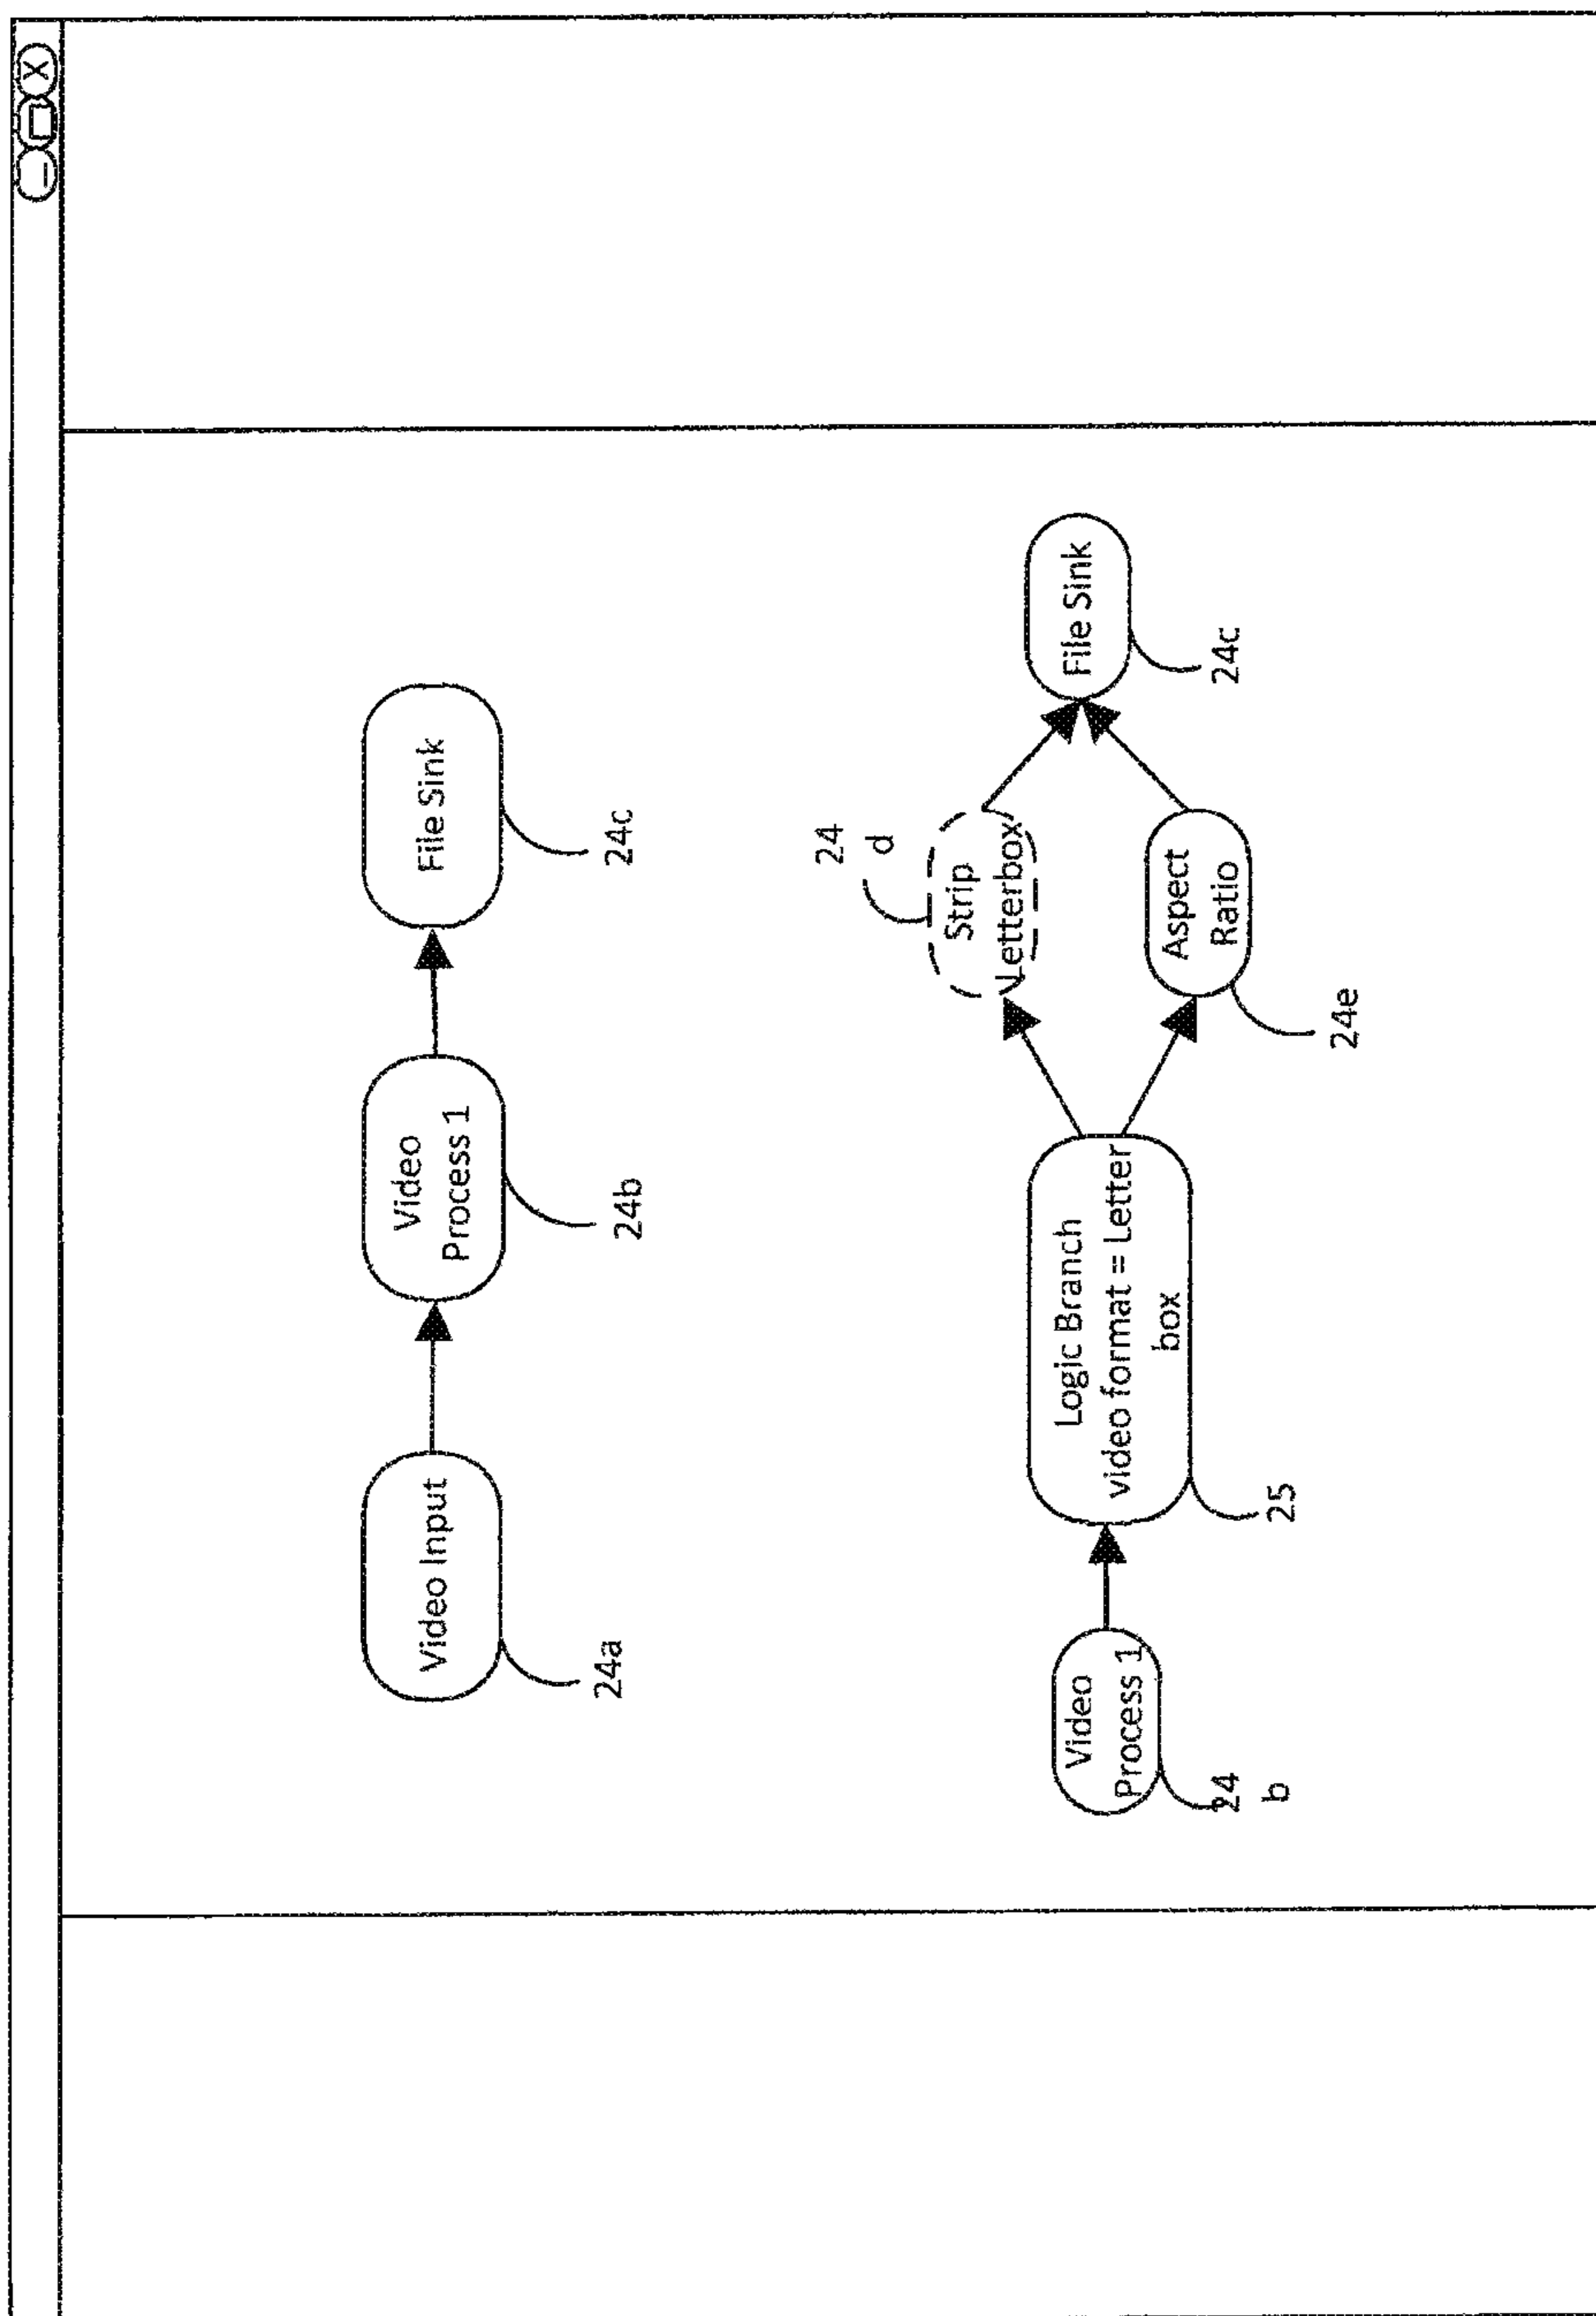 Video Input
24a
Video
Process 1
24b
File Sink
24c
Video
Process 1
24
b
Logic Branch
video format = Letter
box
25
Strip
Letterbox
24
d
Aspect
Ratio
24e
File Sink
24c